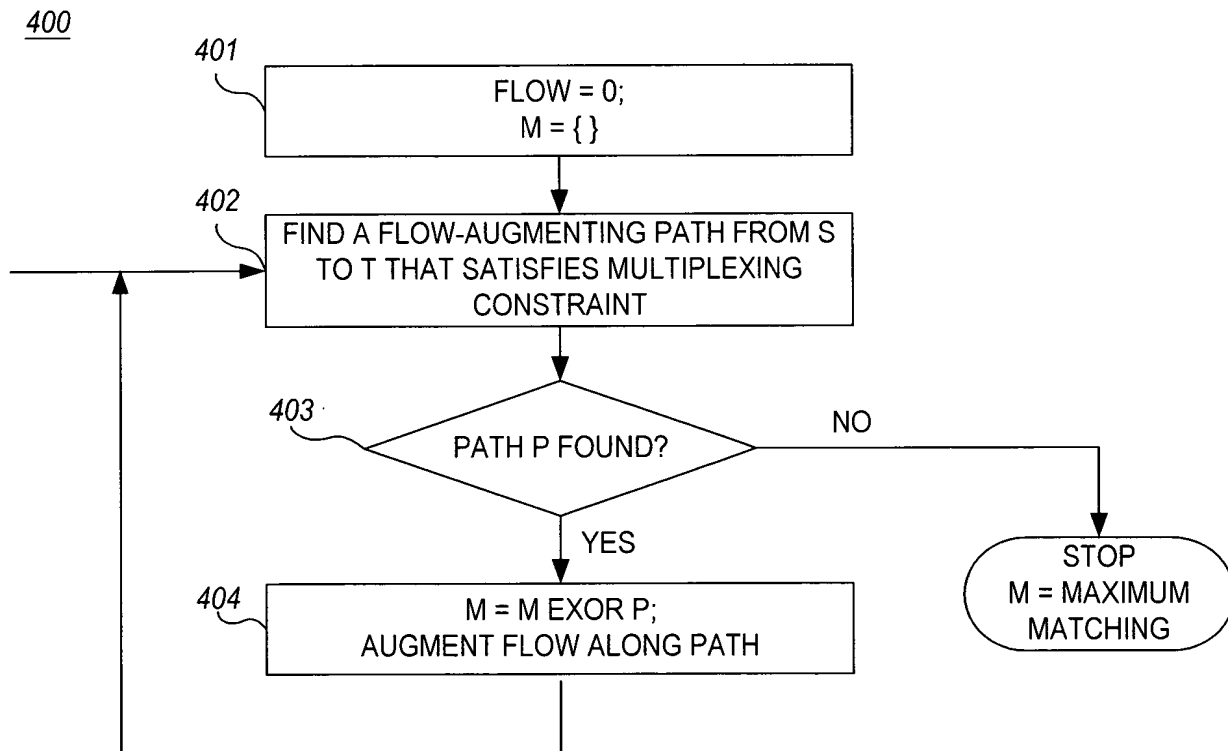 400
401
FLOW = 0;
M = { }
402
FIND A FLOW-AUGMENTING PATH FROM S
TO T THAT SATISFIES MULTIPLEXING
CONSTRAINT
403
PATH P FOUND?
NO
YES
STOP
M = MAXIMUM
MATCHING
404
M = M EXOR P;
AUGMENT FLOW ALONG PATH